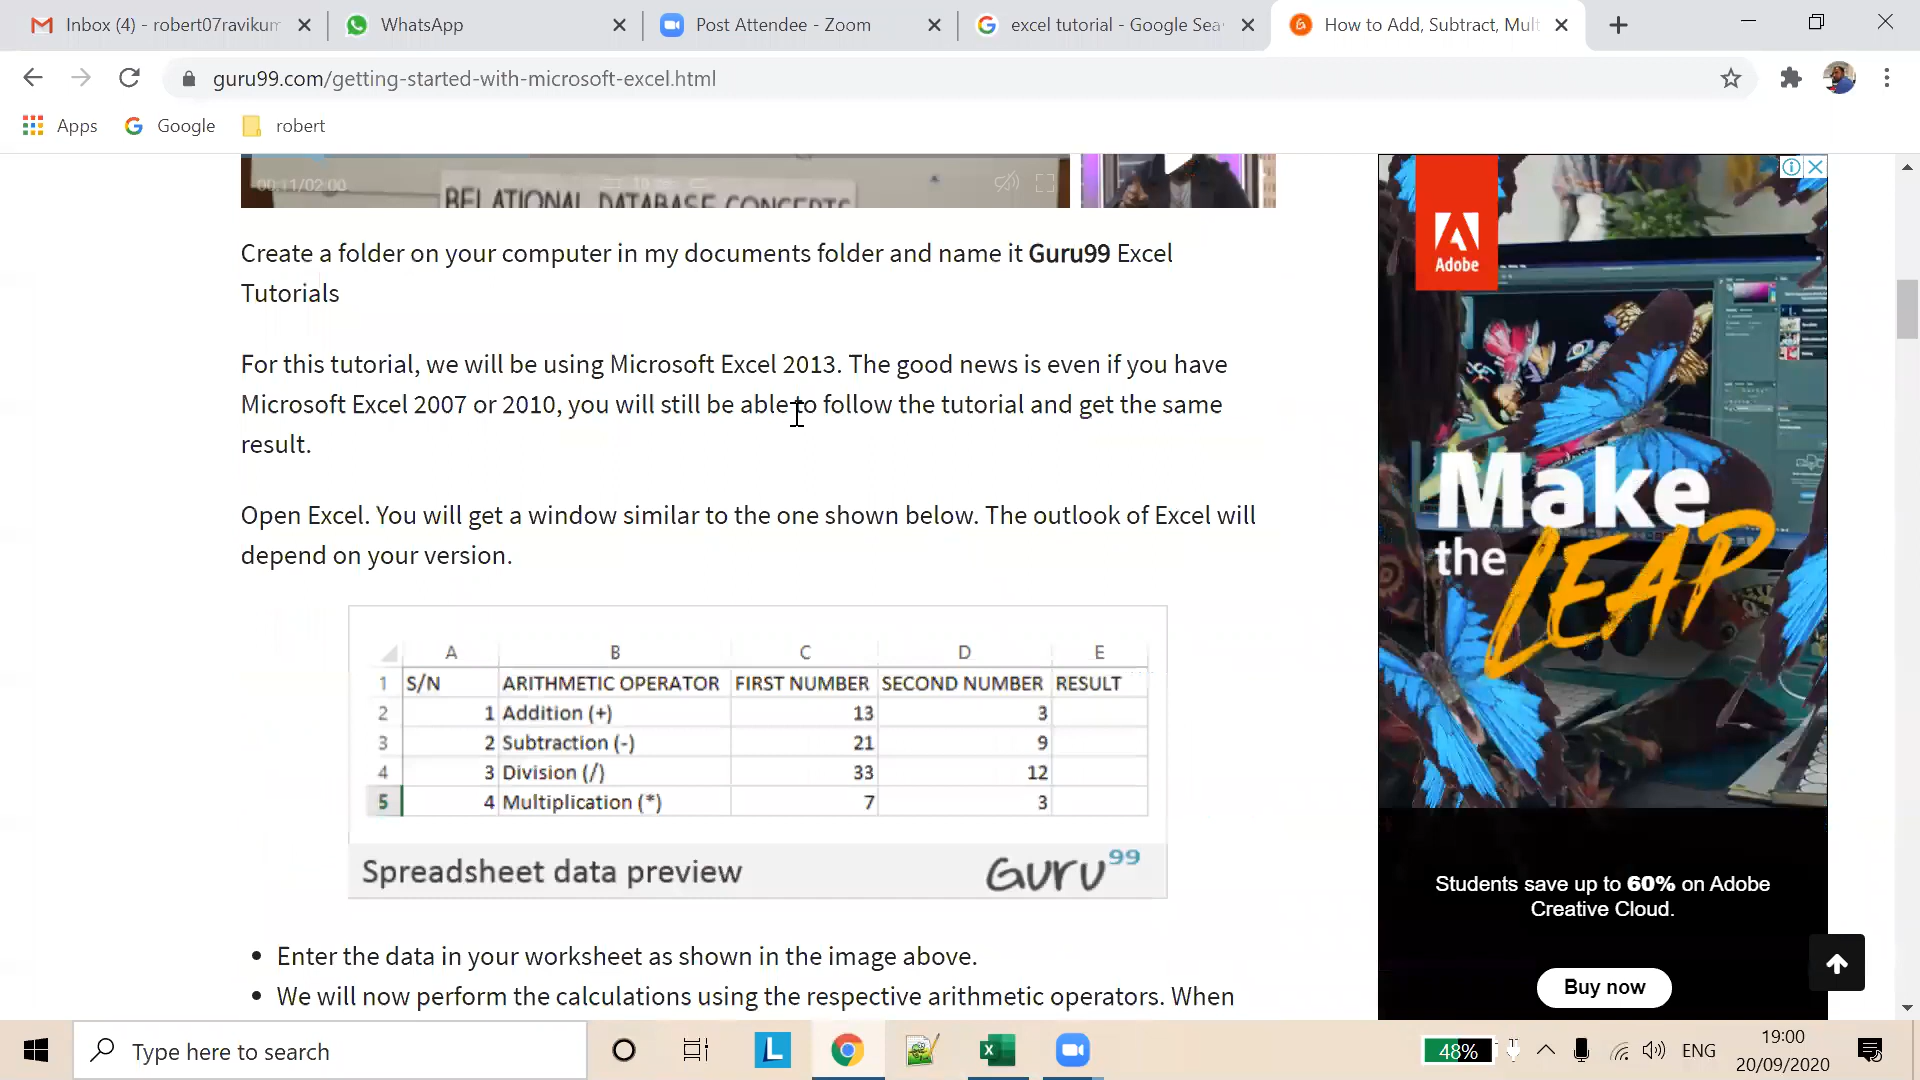 Inbox (4) - robert07ravikum
WhatsApp
Post Attendee - Zoom
excel tutorial - Google Sea
How to Add, Subtract, Mult
guru99.com/getting-started-with-microsoft-excel.html
Apps
Google
robert
00:11/02:00
RELATIONAL DATABASE CONCEPTS
Create a folder on your computer in my documents folder and name it Guru99 Excel
Tutorials
For this tutorial, we will be using Microsoft Excel 2013. The good news is even if you have
Microsoft Excel 2007 or 2010, you will still be able to follow the tutorial and get the same
result.
Open Excel. You will get a window similar to the one shown below. The outlook of Excel will
depend on your version.
A B C D E
1 S/N ARITHMETIC OPERATOR FIRST NUMBER SECOND NUMBER RESULT
2 1 Addition (+) 13 3
3 2 Subtraction (-) 21 9
4 3 Division (/) 33 12
5 4 Multiplication (*) 7 3
Spreadsheet data preview
Guru99
Enter the data in your worksheet as shown in the image above.
We will now perform the calculations using the respective arithmetic operators. When
Adobe
Make
the LEAP
Students save up to 60% on Adobe
Creative Cloud.
Buy now
Type here to search
L
48%
ENG
19:00
20/09/2020